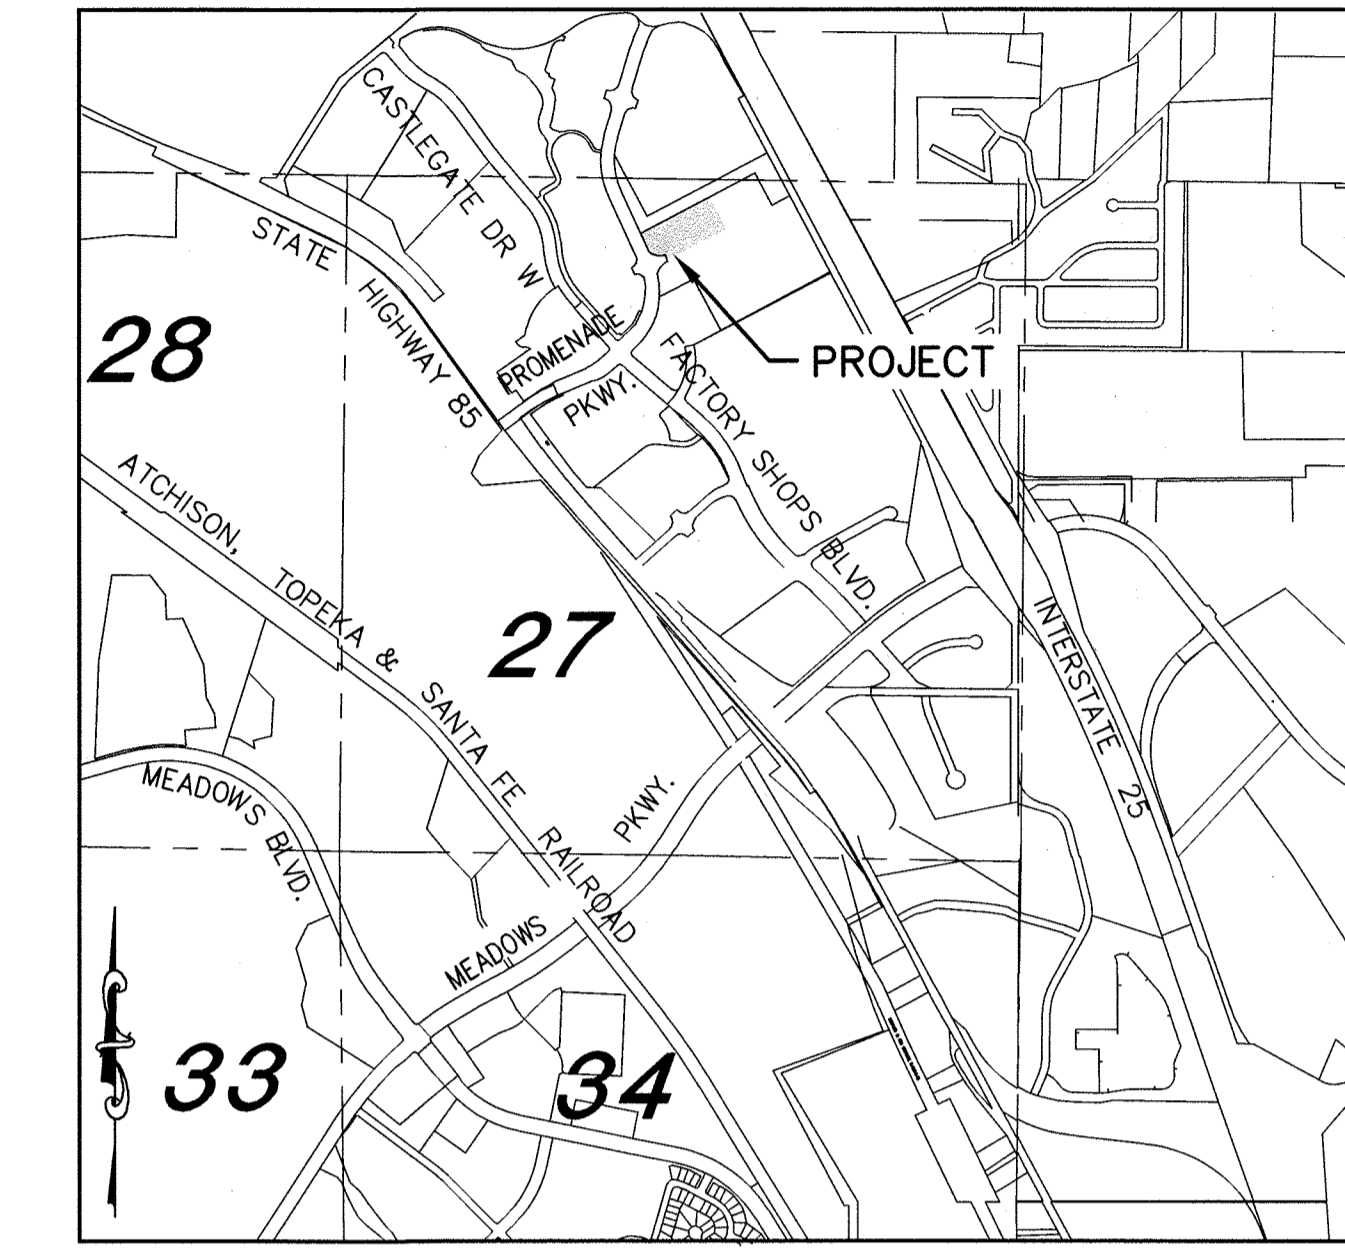 CASTLEGATE DR W
STATE HIGHWAY 85
28
PROMENADE PKWY.
PROJECT
FACTORY SHOPS BLVD.
ATCHISON, TOPEKA & SANTA FE RAILROAD
27
INTERSTATE 25
MEADOWS BLVD.
MEADOWS PKWY.
33
34